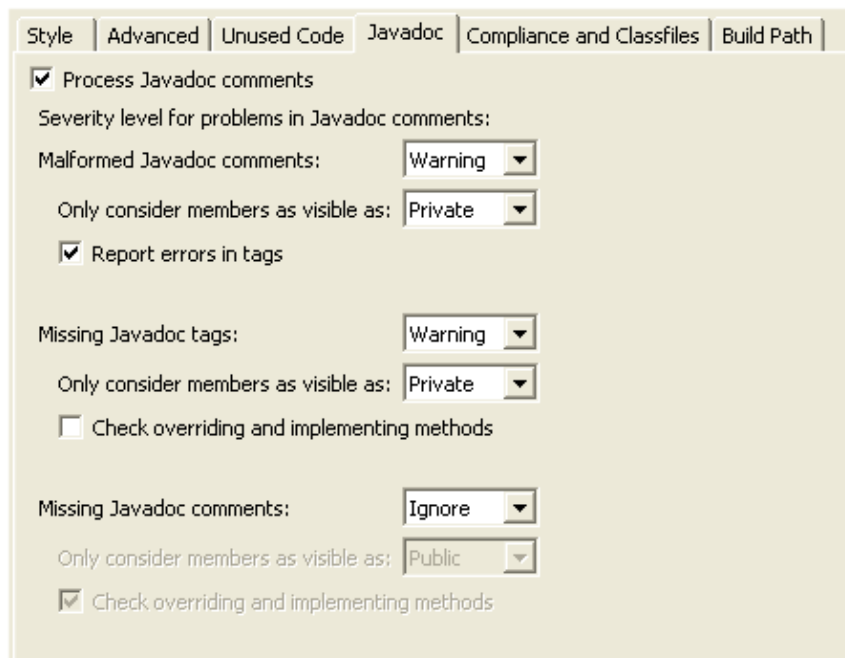 Style Advanced Unused Code Javadoc Compliance and Classfiles Build Path
Process Javadoc comments
Severity level for problems in Javadoc comments:
Malformed Javadoc comments: Warning
Only consider members as visible as: Private
Report errors in tags
Missing Javadoc tags: Warning
Only consider members as visible as: Private
Check overriding and implementing methods
Missing Javadoc comments: Ignore
Only consider members as visible as: Public
Check overriding and implementing methods